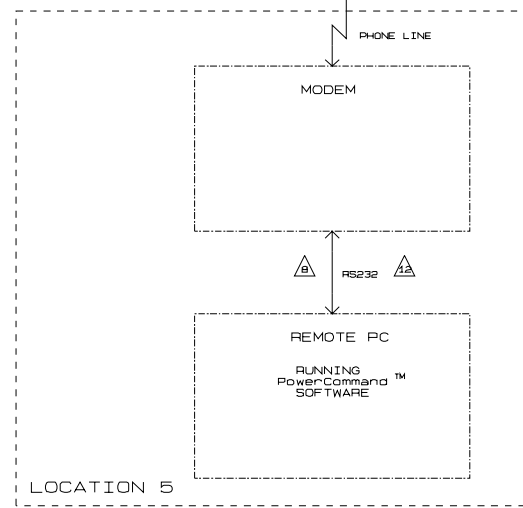 PHONE LINE
MODEM
8 RS232 12
REMOTE PC
RUNNING
PowerCommand ™
SOFTWARE
LOCATION 5